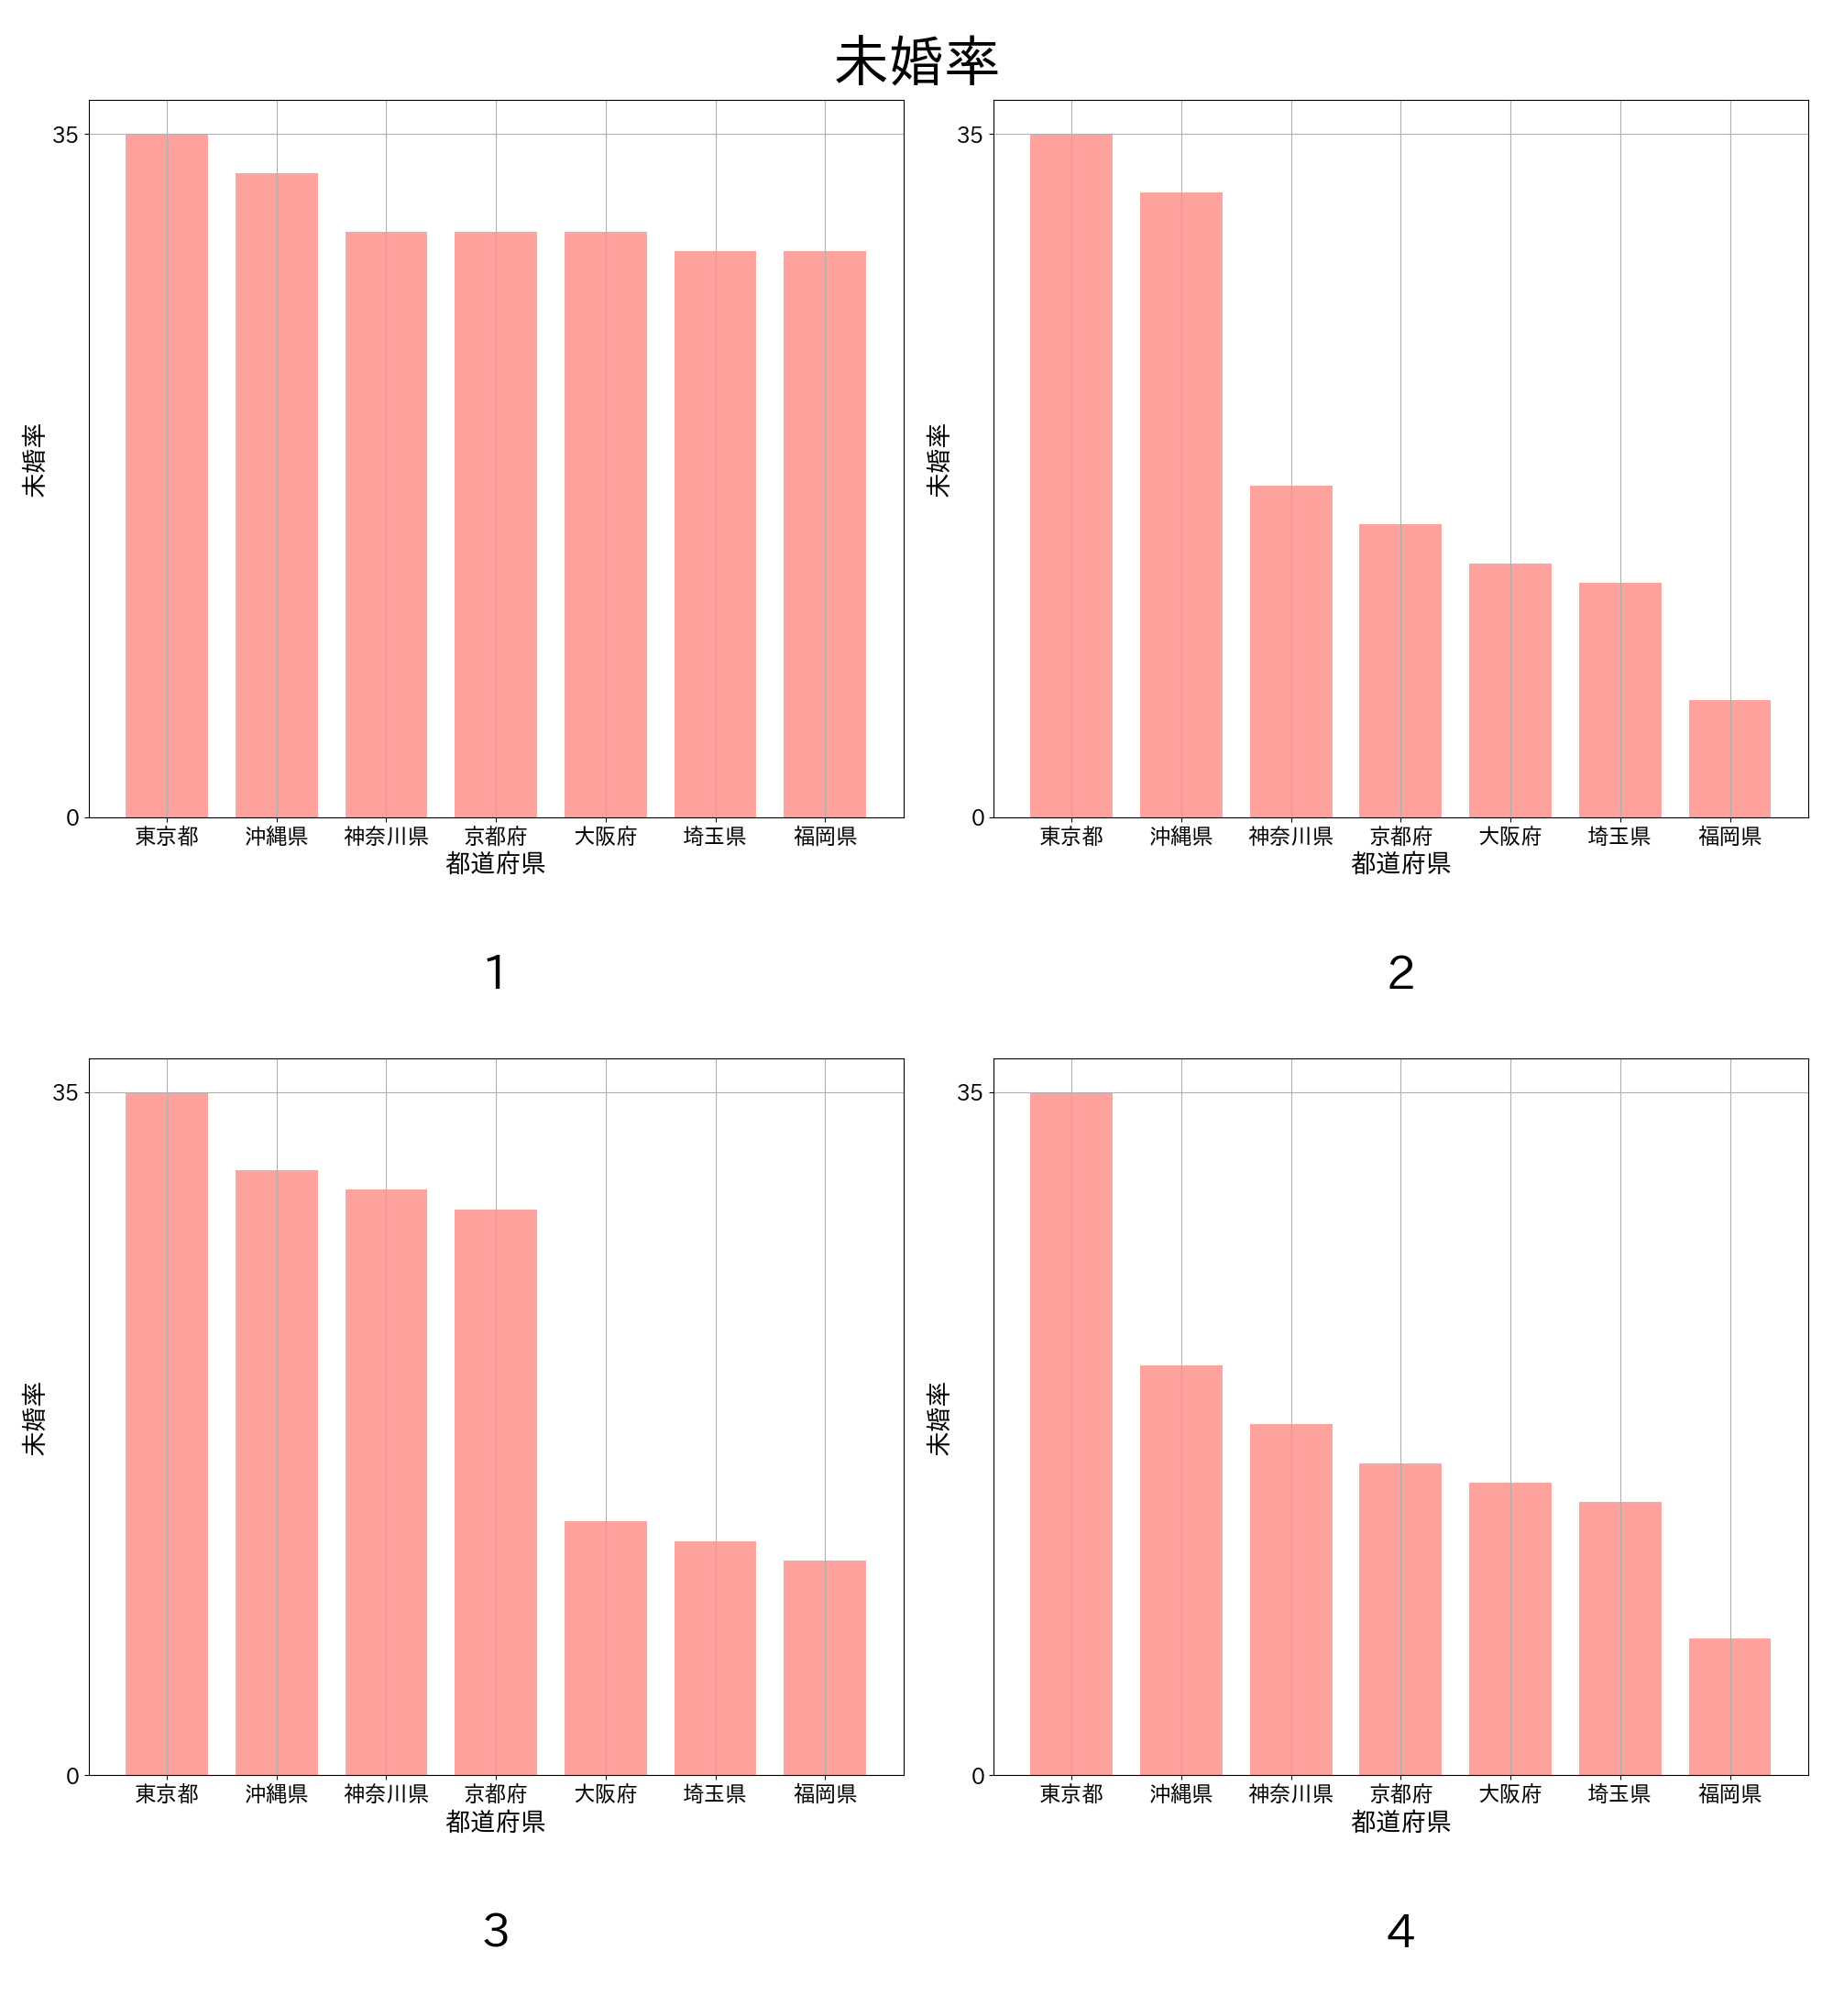 未婚率
35
0
未婚率
東京都 沖縄県 神奈川県 京都府 大阪府 埼玉県 福岡県
都道府県
1
35
0
未婚率
東京都 沖縄県 神奈川県 京都府 大阪府 埼玉県 福岡県
都道府県
2
35
0
未婚率
東京都 沖縄県 神奈川県 京都府 大阪府 埼玉県 福岡県
都道府県
3
35
0
未婚率
東京都 沖縄県 神奈川県 京都府 大阪府 埼玉県 福岡県
都道府県
4